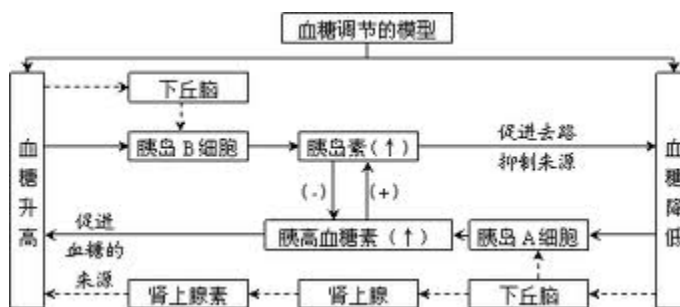 血糖调节的模型
血糖升高
下丘脑
胰岛 B 细胞
胰岛素(↑)
促进去路
抑制来源
血糖降低
(-)
(+)
促进
血糖的
来源
胰高血糖素(↑)
胰岛 A 细胞
肾上腺素
肾上腺
下丘脑